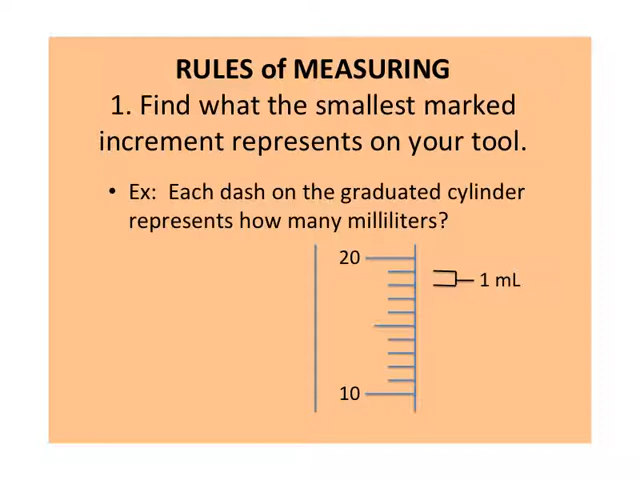 RULES of MEASURING
1. Find what the smallest marked
increment represents on your tool.
• Ex: Each dash on the graduated cylinder
represents how many milliliters?
20
1 mL
10